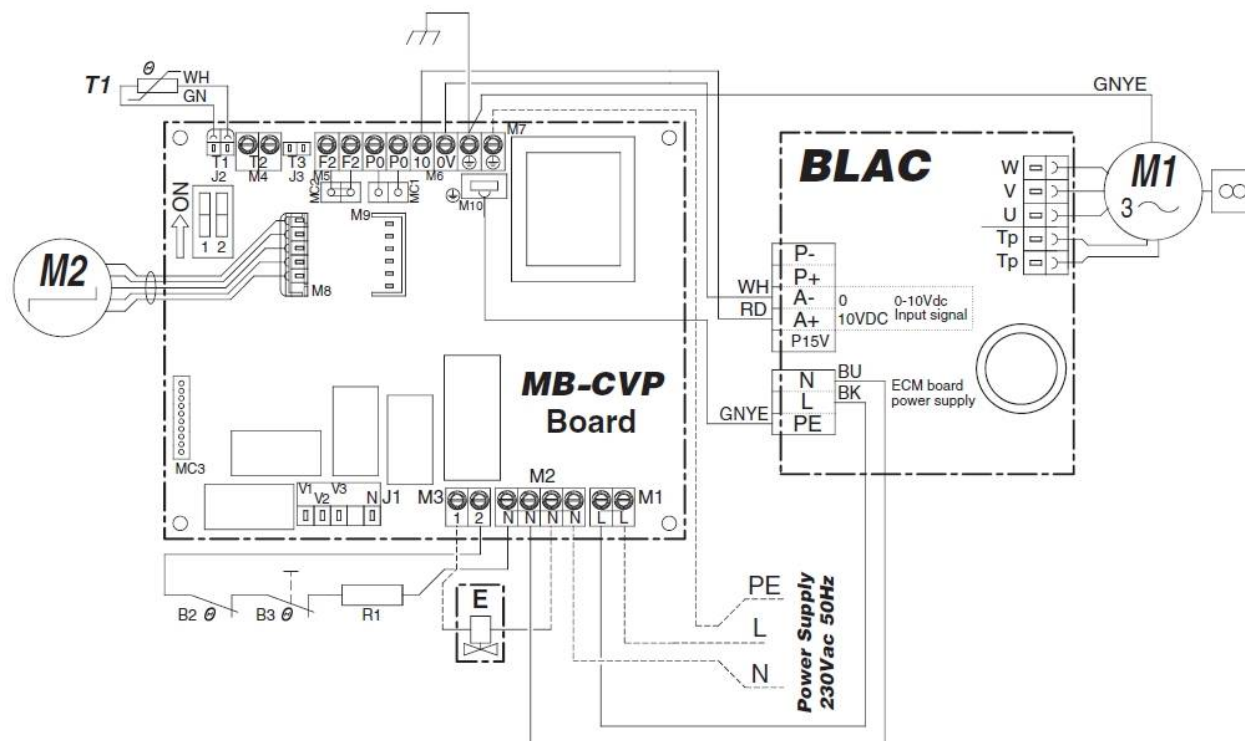 T1
θ
WH
GN
GNYE
T1
T2
T3
F2
F2
P0
P0
10
0V
M7
J2
M4
J3
M5
M6
MC2
MC1
M10
ON
1 2
M9
M8
M2
BLAC
W
V
U
Tp
Tp
M1
3
P-
P+
WH
A-
0
0-10Vdc
RD
A+
10VDC
Input signal
P15V
N
BU
L
BK
ECM board
power supply
GNYE
PE
MB-CVP
Board
MC3
V1
V2
V3
N
J1
M3
M2
M1
1
2
N
N
N
N
L
L
B2 θ
B3 θ
R1
E
PE
L
N
Power Supply
230Vac 50Hz